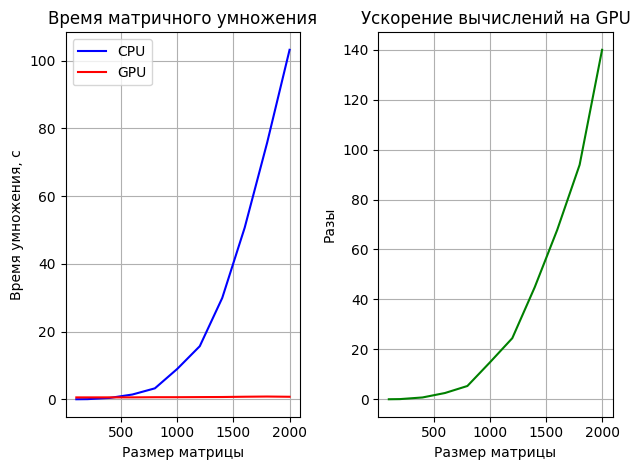 Время матричного умножения
CPU
GPU
Время умножения, с
100
80
60
40
20
0
500
1000
1500
2000
Размер матрицы
Ускорение вычислений на GPU
Разы
140
120
100
80
60
40
20
0
500
1000
1500
2000
Размер матрицы